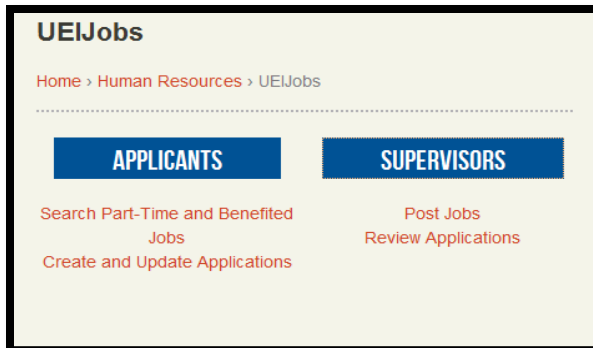 UEIJobs
Home › Human Resources › UEIJobs
APPLICANTS
Search Part-Time and Benefited
Jobs
Create and Update Applications
SUPERVISORS
Post Jobs
Review Applications